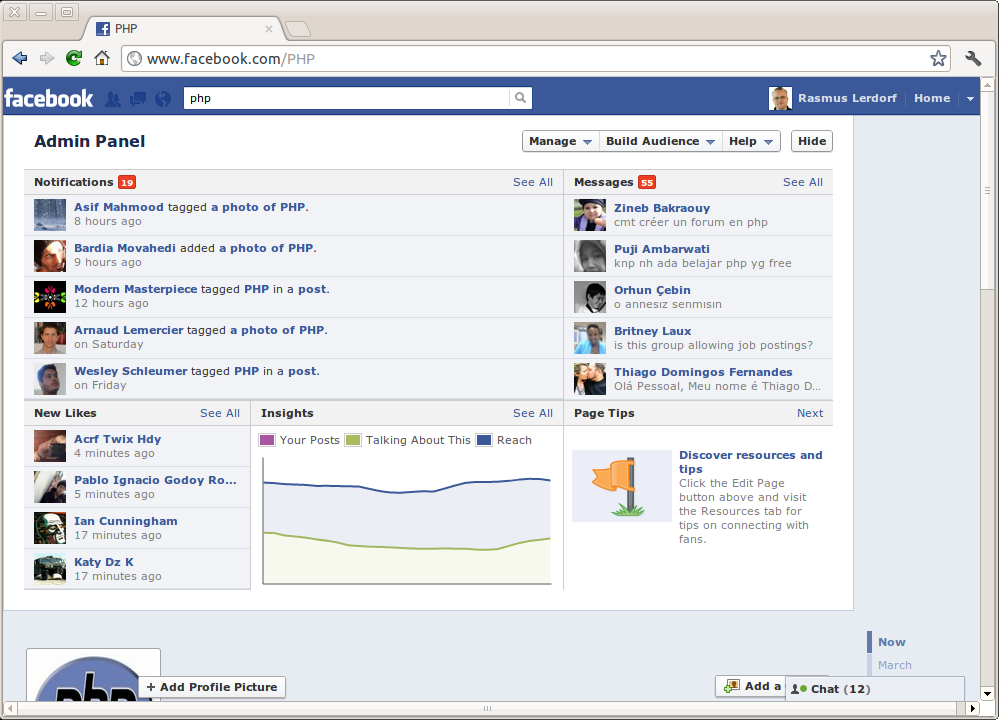 PHP
www.facebook.com/PHP
facebook
php
Rasmus Lerdorf
Home
Admin Panel
Manage
Build Audience
Help
Hide
Notifications 19
See All
Asif Mahmood tagged a photo of PHP.
8 hours ago
Bardia Movahedi added a photo of PHP.
9 hours ago
Modern Masterpiece tagged PHP in a post.
12 hours ago
Arnaud Lemercier tagged a photo of PHP.
on Saturday
Wesley Schleumer tagged PHP in a post.
on Friday
Messages 55
See All
Zineb Bakraouy
cmt créer un forum en php
Puji Ambarwati
knp nh ada belajar php yg free
Orhun Çebin
o annesız senmısın
Britney Laux
is this group allowing job postings?
Thiago Domingos Fernandes
Olá Pessoal, Meu nome é Thiago D...
New Likes
See All
Acrf Twix Hdy
4 minutes ago
Pablo Ignacio Godoy Ro...
5 minutes ago
Ian Cunningham
17 minutes ago
Katy Dz K
17 minutes ago
Insights
See All
Your Posts
Talking About This
Reach
Page Tips
Next
Discover resources and
tips
Click the Edit Page
button above and visit
the Resources tab for
tips on connecting with
fans.
Now
March
php
+ Add Profile Picture
Add a
Chat (12)